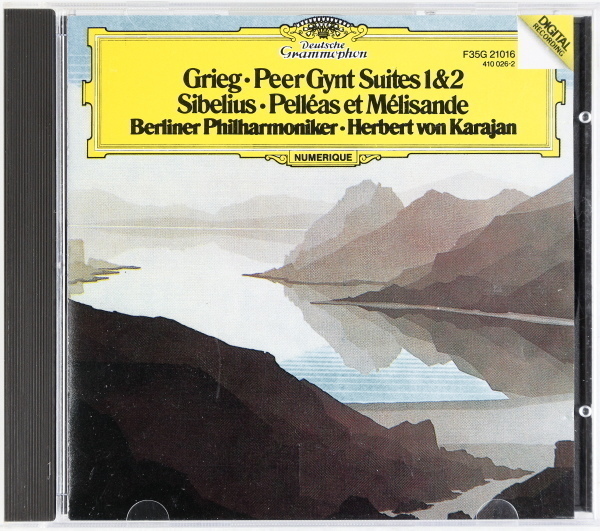 Deutsche
Grammophon
F35G 21016
410 026-2
DIGITAL
RECORDING
Grieg · Peer Gynt Suites 1&2
Sibelius · Pelléas et Mélisande
Berliner Philharmoniker · Herbert von Karajan
NUMERIQUE